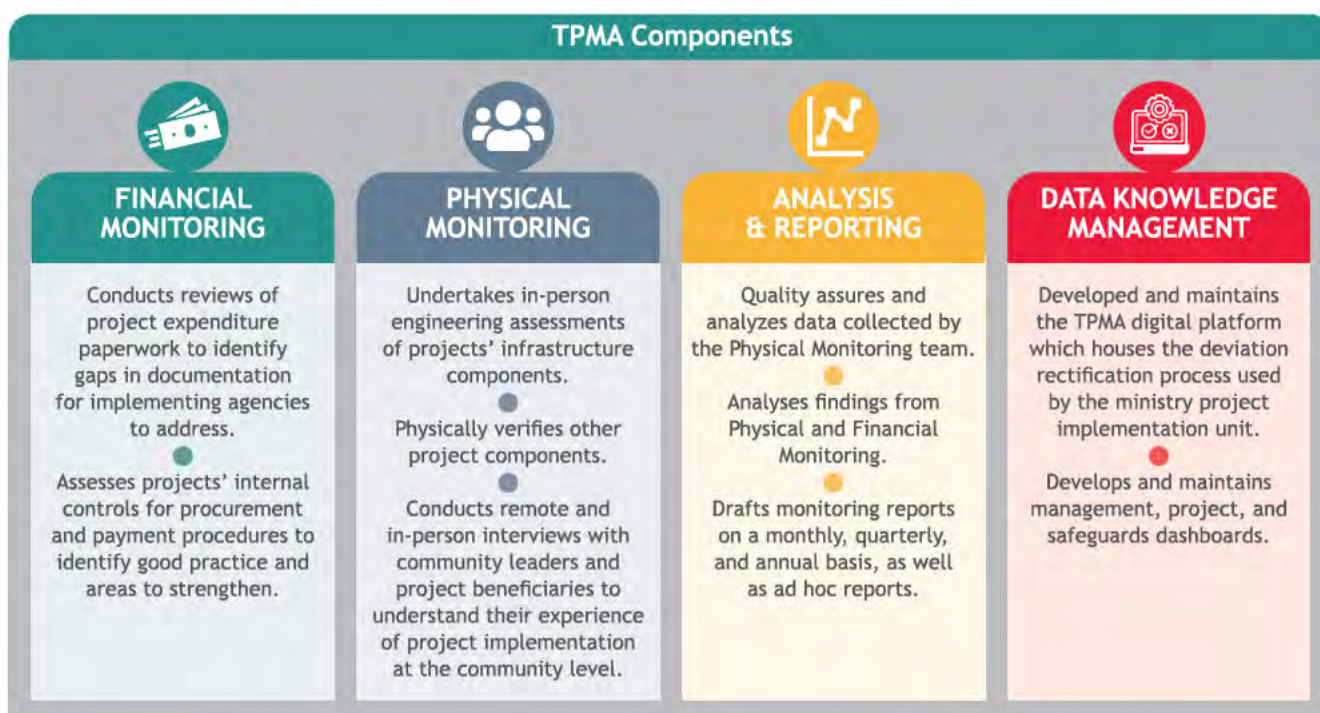 TPMA Components
FINANCIAL
MONITORING
Conducts reviews of
project expenditure
paperwork to identify
gaps in documentation
for implementing agencies
to address.
Assesses projects’ internal
controls for procurement
and payment procedures to
identify good practice and
areas to strengthen.
PHYSICAL
MONITORING
Undertakes in-person
engineering assessments
of projects’ infrastructure
components.
Physically verifies other
project components.
Conducts remote and
in-person interviews with
community leaders and
project beneficiaries to
understand their experience
of project implementation
at the community level.
ANALYSIS
& REPORTING
Quality assures and
analyzes data collected by
the Physical Monitoring team.
Analyses findings from
Physical and Financial
Monitoring.
Drafts monitoring reports
on a monthly, quarterly,
and annual basis, as well
as ad hoc reports.
DATA KNOWLEDGE
MANAGEMENT
Developed and maintains
the TPMA digital platform
which houses the deviation
rectification process used
by the ministry project
implementation unit.
Develops and maintains
management, project, and
safeguards dashboards.